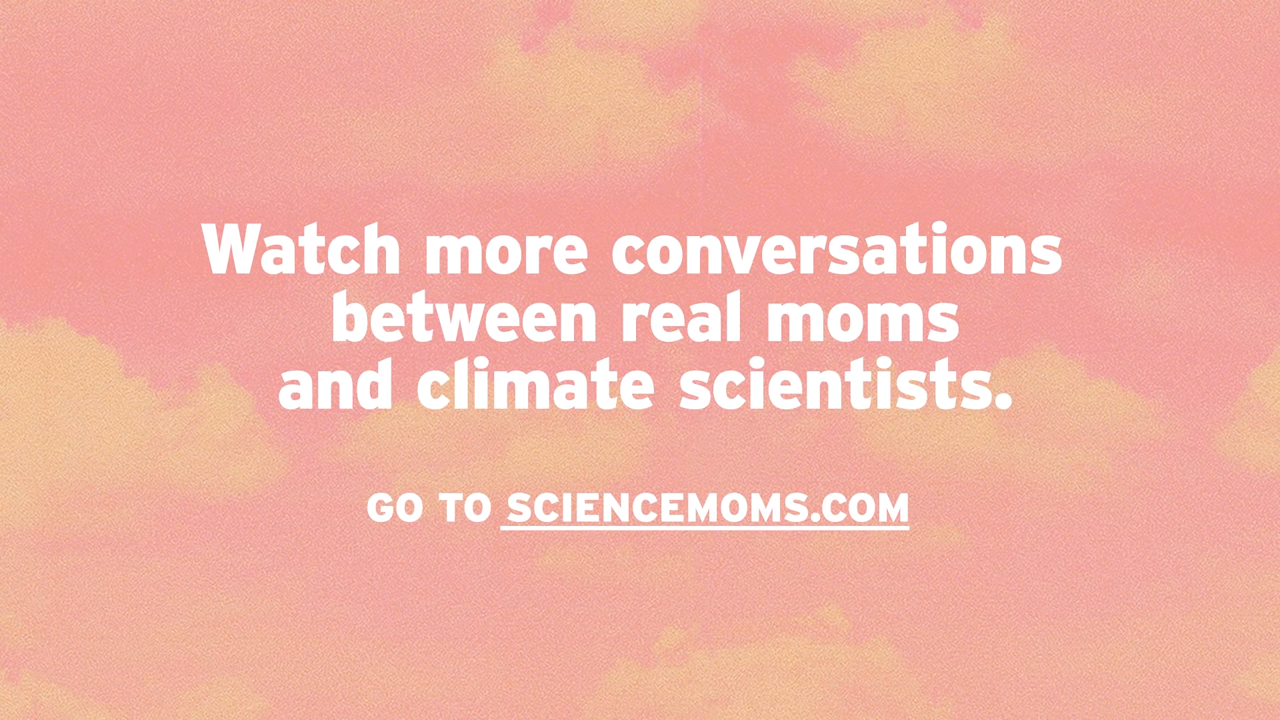 Watch more conversations
between real moms
and climate scientists.
GO TO SCIENCEMOMS.COM